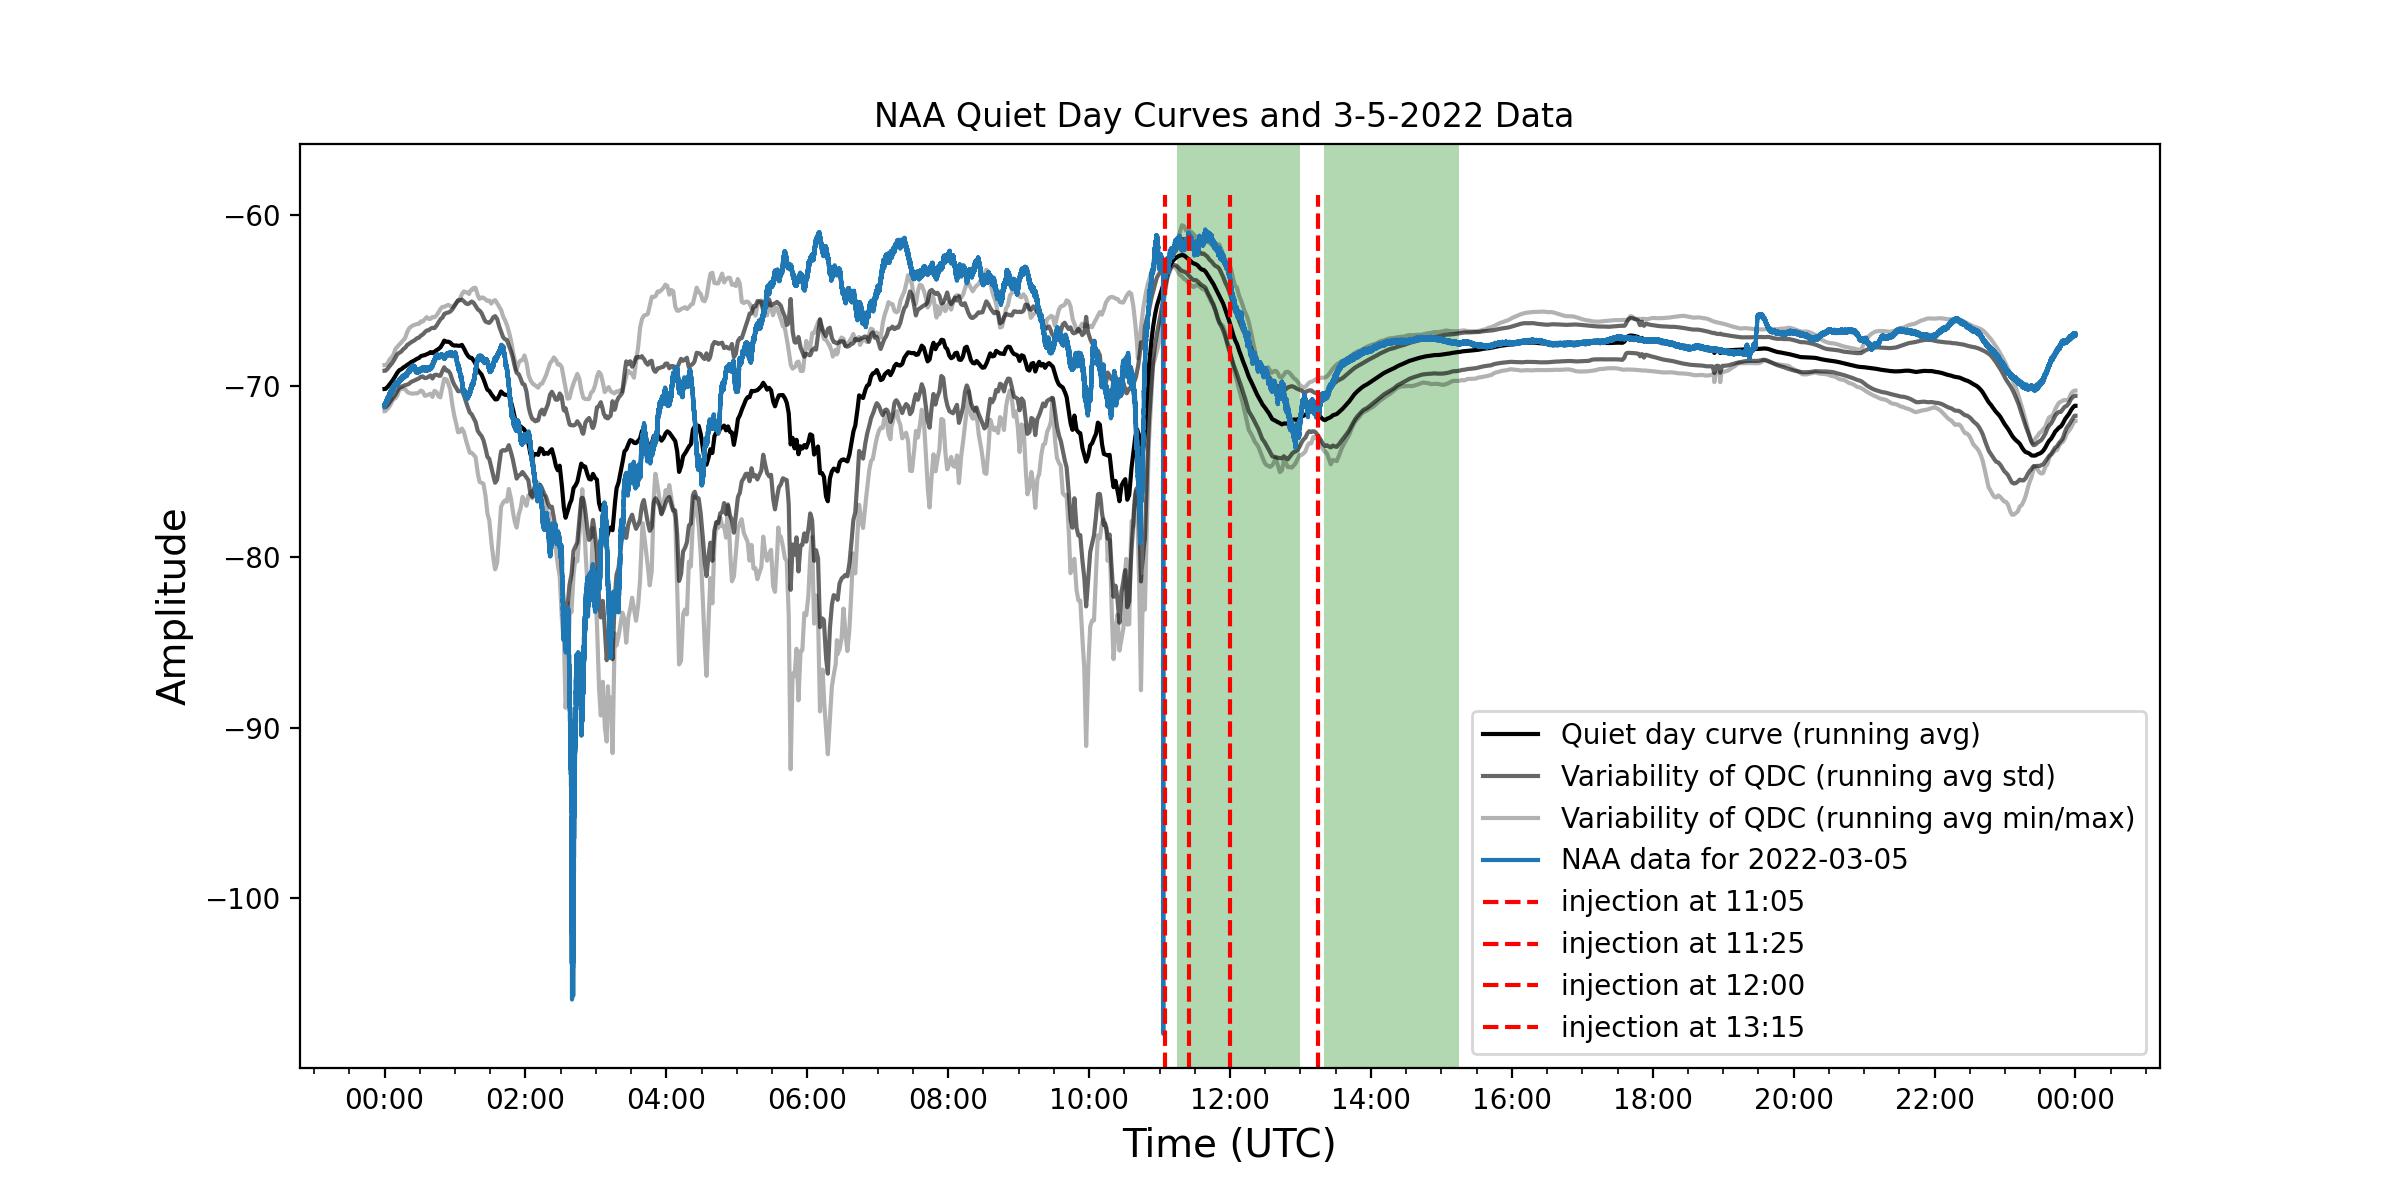 NAA Quiet Day Curves and 3-5-2022 Data
−60
−70
−80
−90
−100
Amplitude
00:00 02:00 04:00 06:00 08:00 10:00 12:00 14:00 16:00 18:00 20:00 22:00 00:00
Time (UTC)
Quiet day curve (running avg)
Variability of QDC (running avg std)
Variability of QDC (running avg min/max)
NAA data for 2022-03-05
injection at 11:05
injection at 11:25
injection at 12:00
injection at 13:15